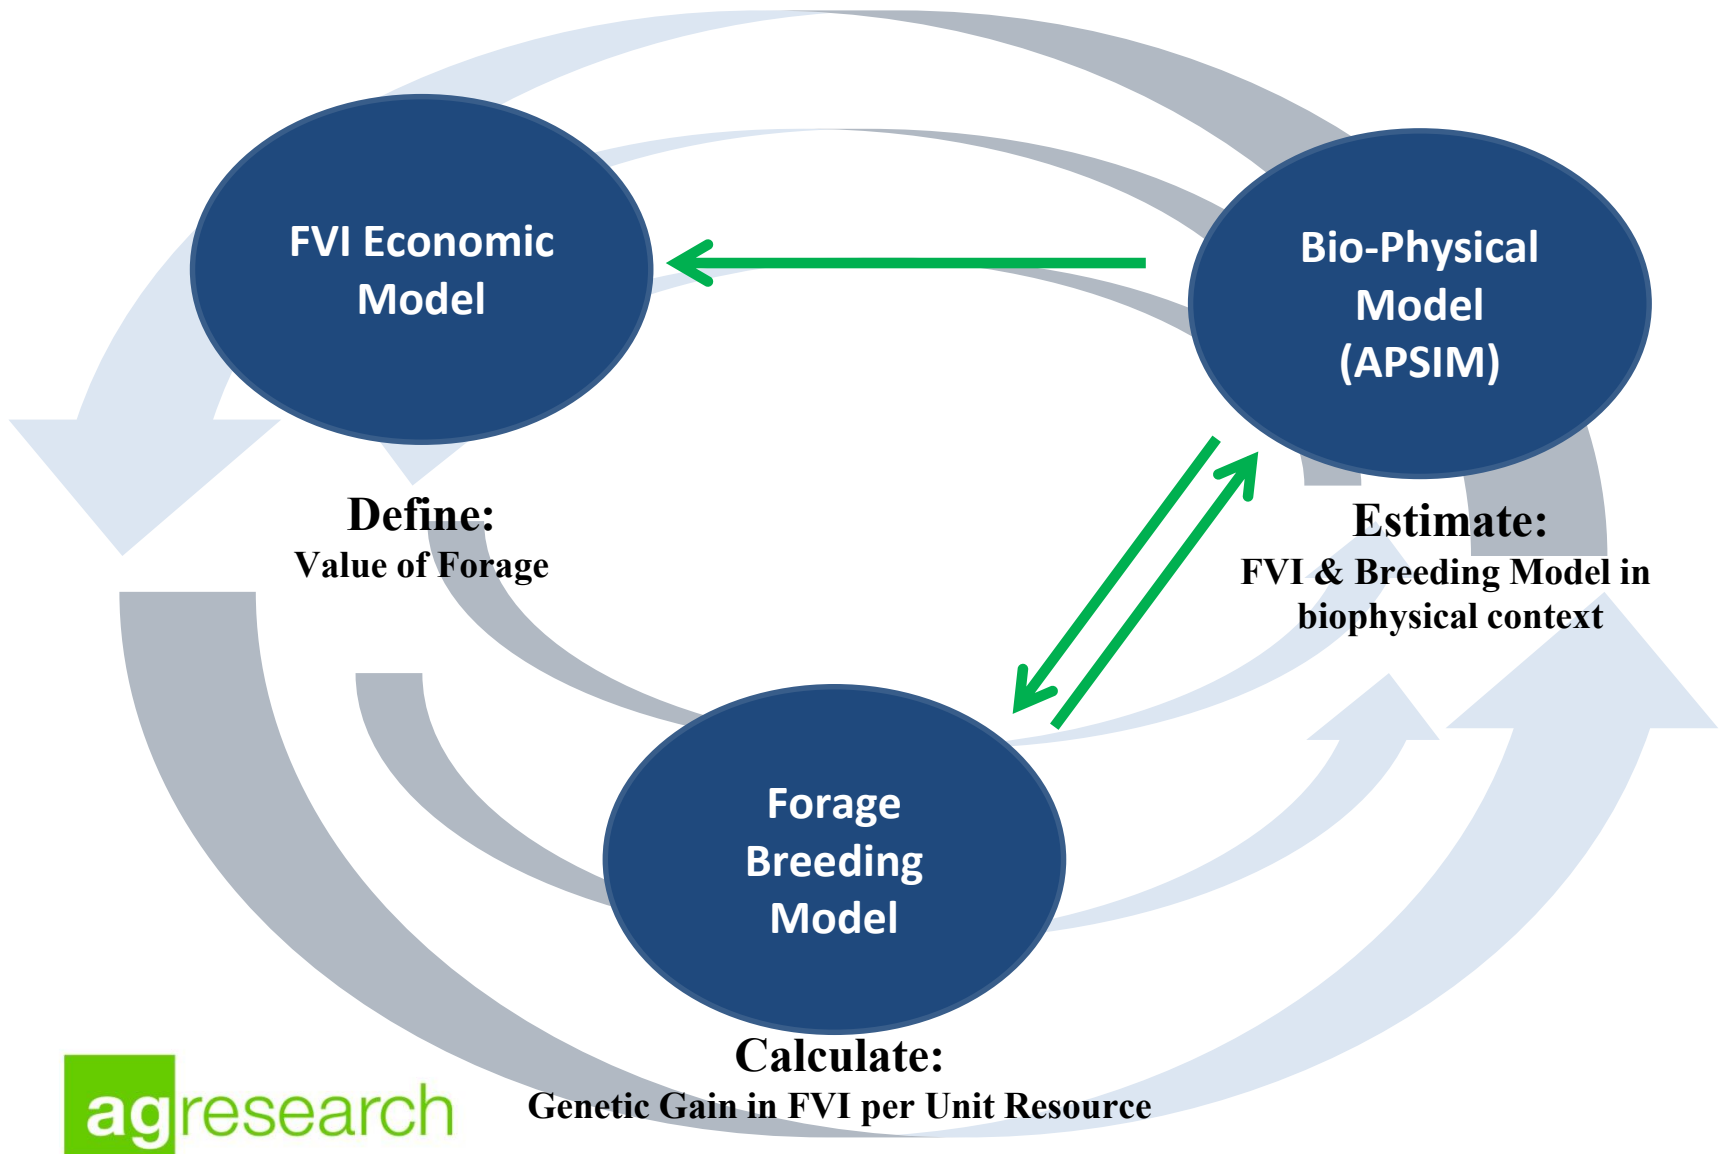 FVI Economic
Model
Bio-Physical
Model
(APSIM)
Define:
Value of Forage
Estimate:
FVI & Breeding Model in
biophysical context
Forage
Breeding
Model
Calculate:
Genetic Gain in FVI per Unit Resource
agresearch